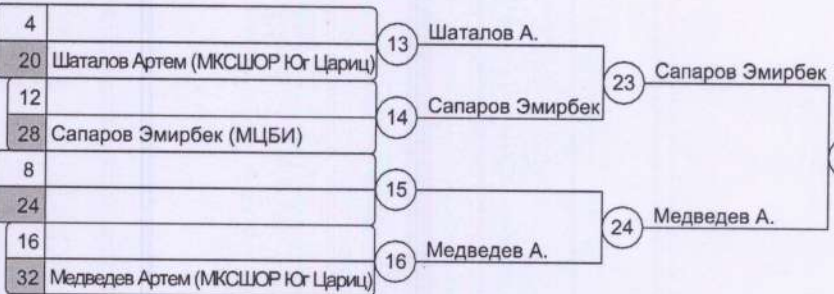 4
20 Шаталов Артем (МКСШОР Юг Цариц)
12
28 Сапаров Эмирбек (МЦБИ)
8
24
16
32 Медведев Артем (МКСШОР Юг Цариц)
13 Шаталов А.
14 Сапаров Эмирбек
15
16 Медведев А.
23 Сапаров Эмирбек
24 Медведев А.